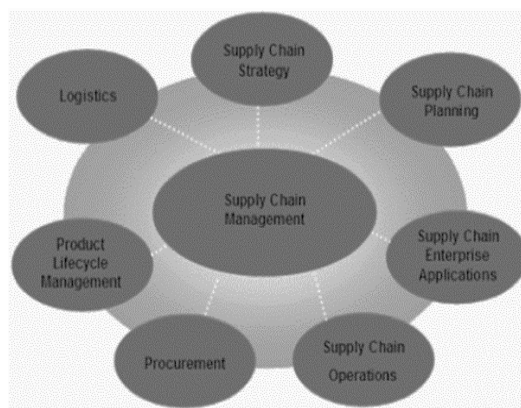 Supply Chain
Strategy
Logistics
Supply Chain
Planning
Supply Chain
Management
Product
Lifecycle
Management
Supply Chain
Enterprise
Applications
Procurement
Supply Chain
Operations